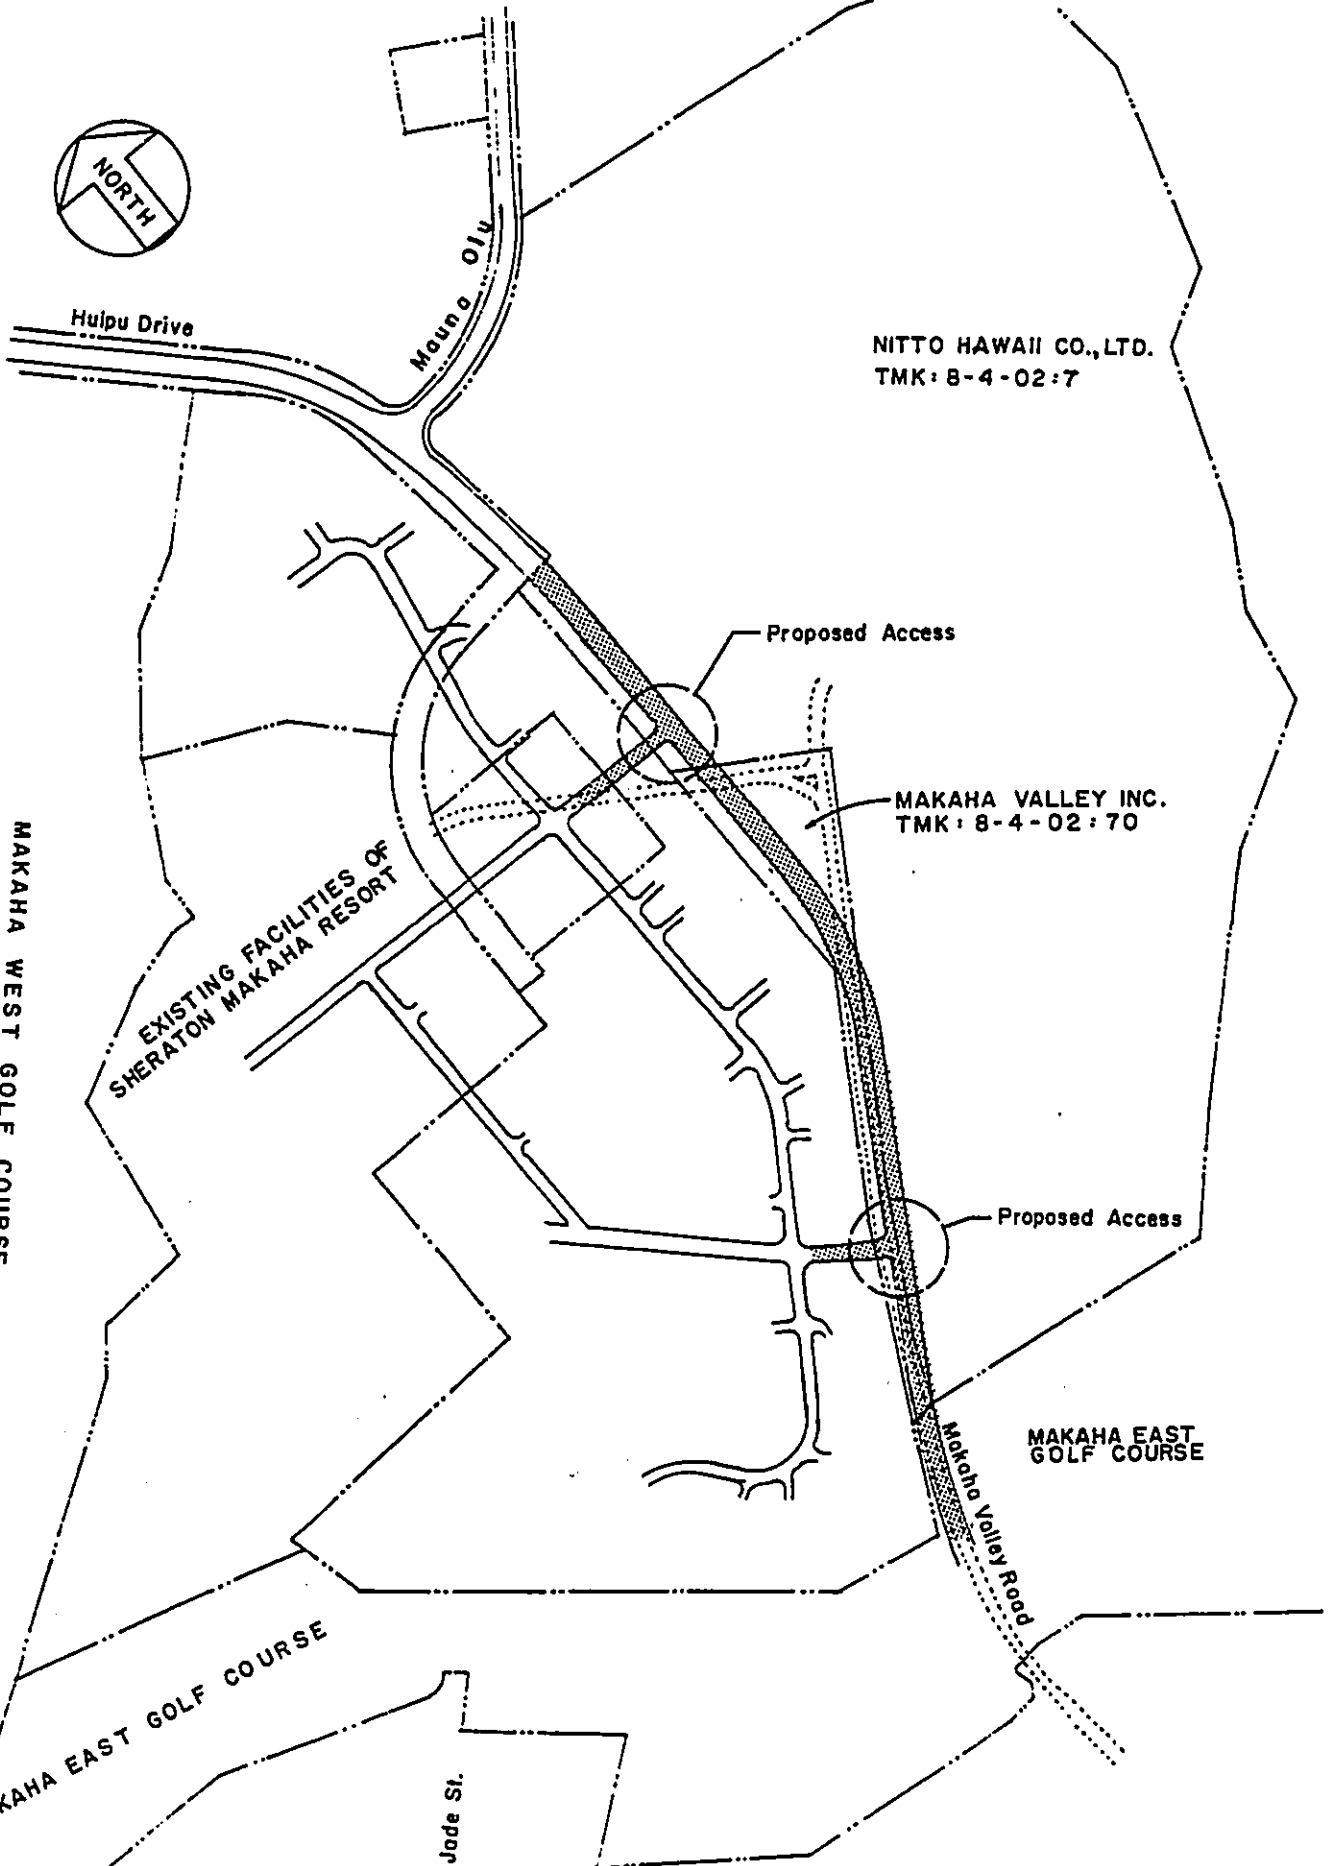 NORTH
Huipu Drive
Mauna Olu
NITTO HAWAII CO., LTD.
TMK: 8-4-02:7
Proposed Access
MAKAHA VALLEY INC.
TMK: 8-4-02:70
EXISTING FACILITIES OF
SHERATON MAKAHA RESORT
MAKAHA WEST GOLF COURSE
Proposed Access
MAKAHA EAST
GOLF COURSE
Makaha Valley Road
KAHA EAST GOLF COURSE
Jade St.